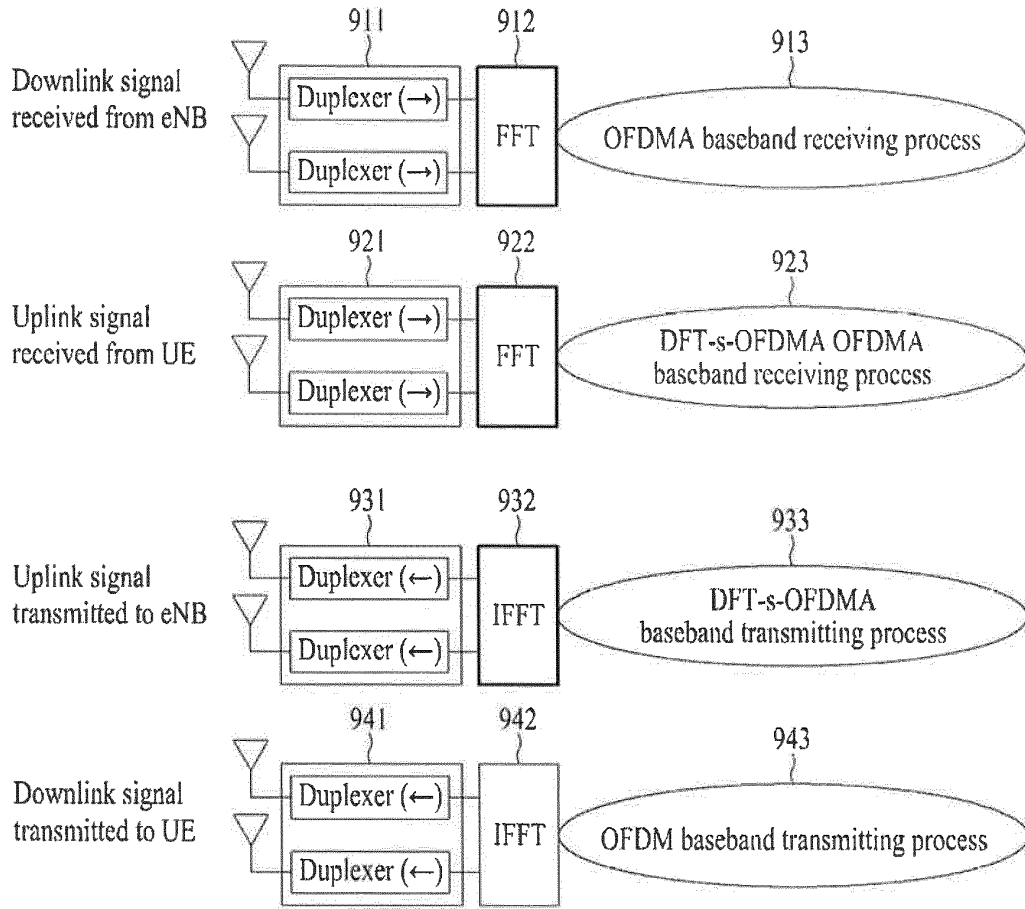 911
912
913
Downlink signal
received from eNB
Duplexer (→)
Duplexer (→)
FFT
OFDMA baseband receiving process
921
922
923
Uplink signal
received from UE
Duplexer (→)
Duplexer (→)
FFT
DFT-s-OFDMA OFDMA
baseband receiving process
931
932
933
Uplink signal
transmitted to eNB
Duplexer (←)
Duplexer (←)
IFFT
DFT-s-OFDMA
baseband transmitting process
941
942
943
Downlink signal
transmitted to UE
Duplexer (←)
Duplexer (←)
IFFT
OFDM baseband transmitting process